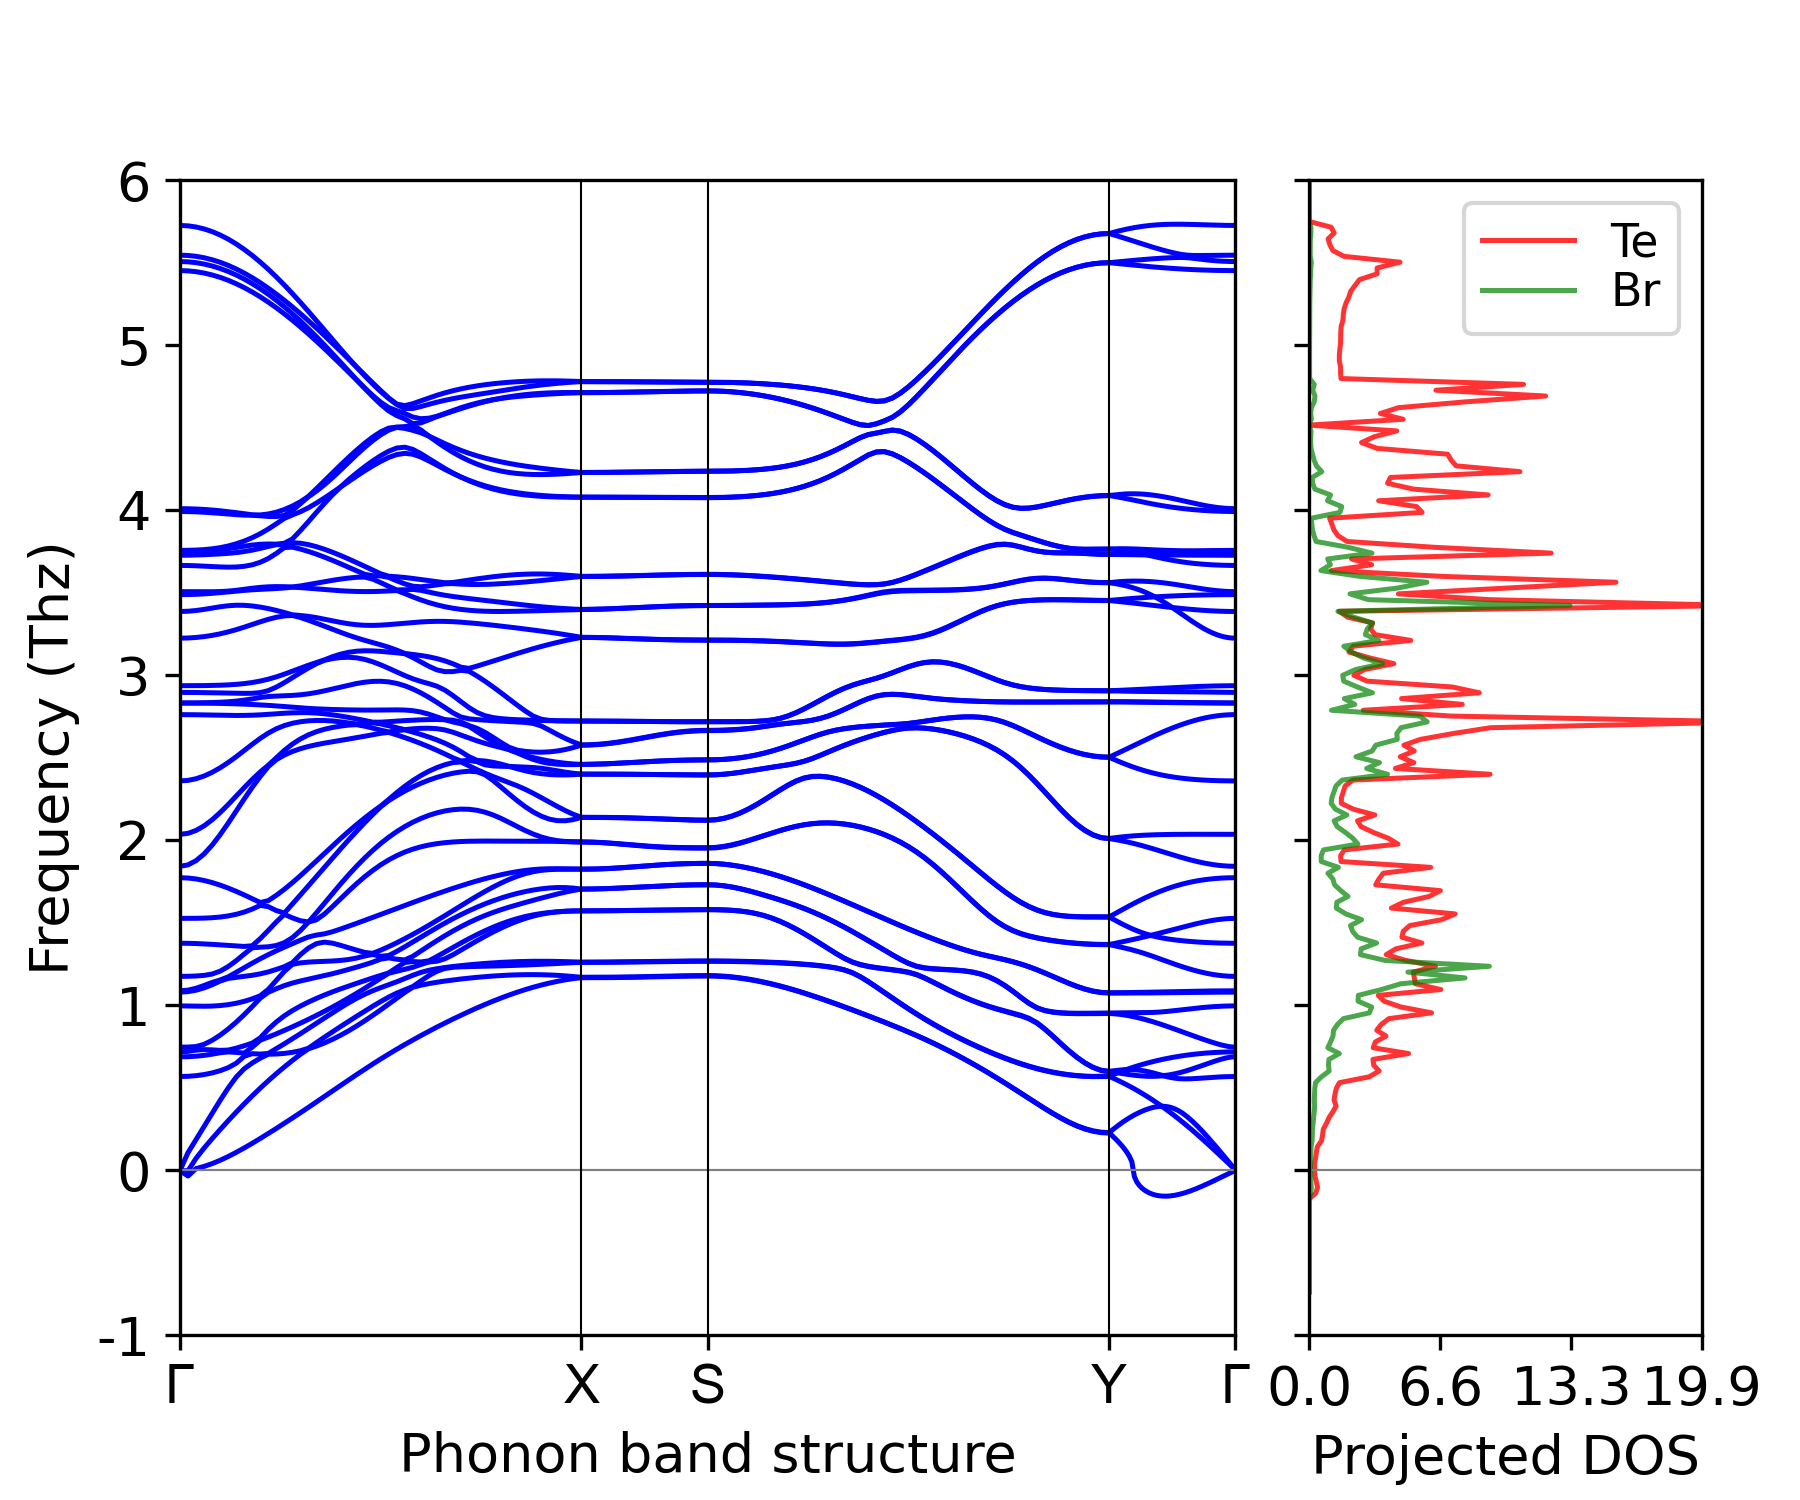 6
5
4
3
2
1
0
-1
Frequency (Thz)
Γ X S Y Γ
Phonon band structure
Te
Br
0.0 6.6 13.3 19.9
Projected DOS